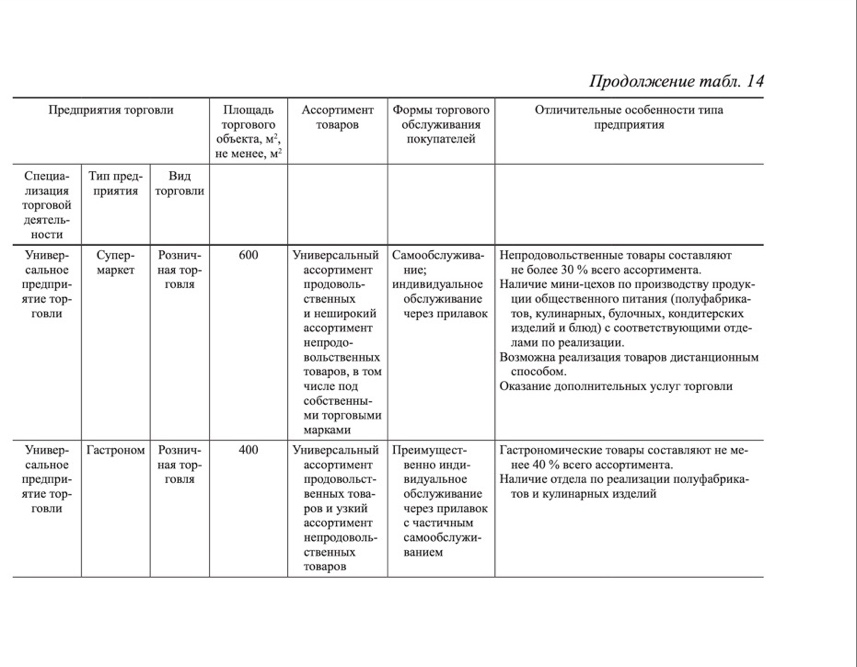 Продолжение табл. 14
Предприятия торговли
Площадь
торгового
объекта, м²,
не менее, м²
Ассортимент
товаров
Формы торгового
обслуживания
покупателей
Отличительные особенности типа
предприятия
Специа-
лизация
торговой
деятель-
ности
Тип пред-
приятия
Вид
торговли
Универ-
сальное
предпри-
ятие тор-
говли
Супер-
маркет
Рознич-
ная тор-
говля
600
Универсальный
ассортимент
продоволь-
ственных
и неширокий
ассортимент
непродо-
вольственных
товаров, в том
числе под
собственны-
ми торговыми
марками
Самообслужива-
ние;
индивидуальное
обслуживание
через прилавок
Непродовольственные товары составляют
не более 30 % всего ассортимента.
Наличие мини-цехов по производству продук-
ции общественного питания (полуфабрика-
тов, кулинарных, булочных, кондитерских
изделий и блюд) с соответствующими отде-
лами по реализации.
Возможна реализация товаров дистанционным
способом.
Оказание дополнительных услуг торговли
Универ-
сальное
предпри-
ятие тор-
говли
Гастроном
Рознич-
ная тор-
говля
400
Универсальный
ассортимент
продовольст-
венных това-
ров и узкий
ассортимент
непродоволь-
ственных
товаров
Преимущест-
венно инди-
видуальное
обслуживание
через прилавок
с частичным
самообслужи-
ванием
Гастрономические товары составляют не ме-
нее 40 % всего ассортимента.
Наличие отдела по реализации полуфабрика-
тов и кулинарных изделий